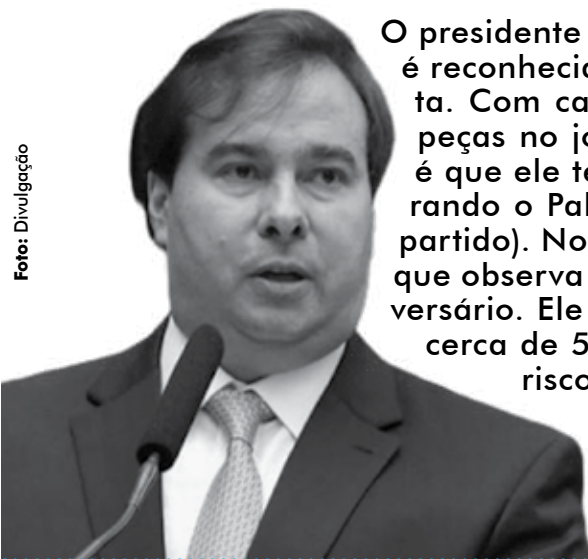 Foto: Divulgação
O presidente
é reconhecid
ta. Com ca
peças no jo
é que ele te
rando o Pal
partido). No
que observa
versário. Ele
cerca de 5
risco